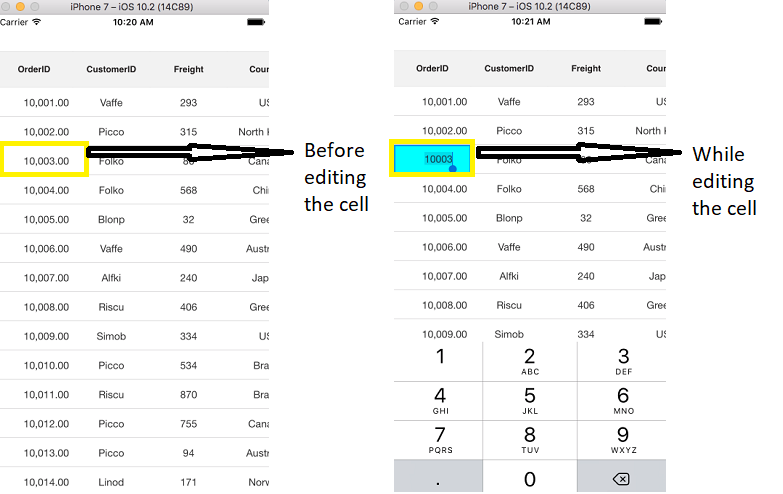 iPhone 7 – iOS 10.2 (14C89)
Carrier 10:20 AM
OrderID CustomerID Freight Cour
10,001.00 Vaffe 293 US
10,002.00 Picco 315 North K
10,003.00 Folko
10,004.00 Folko 568 Chi
10,005.00 Blonp 32 Gree
10,006.00 Vaffe 490 Austr
10,007.00 Alfki 240 Jap
10,008.00 Riscu 406 Gree
10,009.00 Simob 334 US
10,010.00 Picco 534 Bra
10,011.00 Riscu 870 Bra
10,012.00 Picco 755 Cana
10,013.00 Picco 94 Austr
10,014.00 Linod 171 Norw
Before
editing
the cell
iPhone 7 – iOS 10.2 (14C89)
Carrier 10:21 AM
OrderID CustomerID Freight Cour
10,001.00 Vaffe 293 US
10,002.00 Picco 315 North K
10003 Folko Cana
10,004.00 Folko 568 Chi
10,005.00 Blonp 32 Gree
10,006.00 Vaffe 490 Austr
10,007.00 Alfki 240 Jap
10,008.00 Riscu 406 Gree
10,009.00 Simob 334 US
1 2 3
ABC DEF
4 5 6
GHI JKL MNO
7 8 9
PQRS TUV WXYZ
. 0
While
editing
the cell